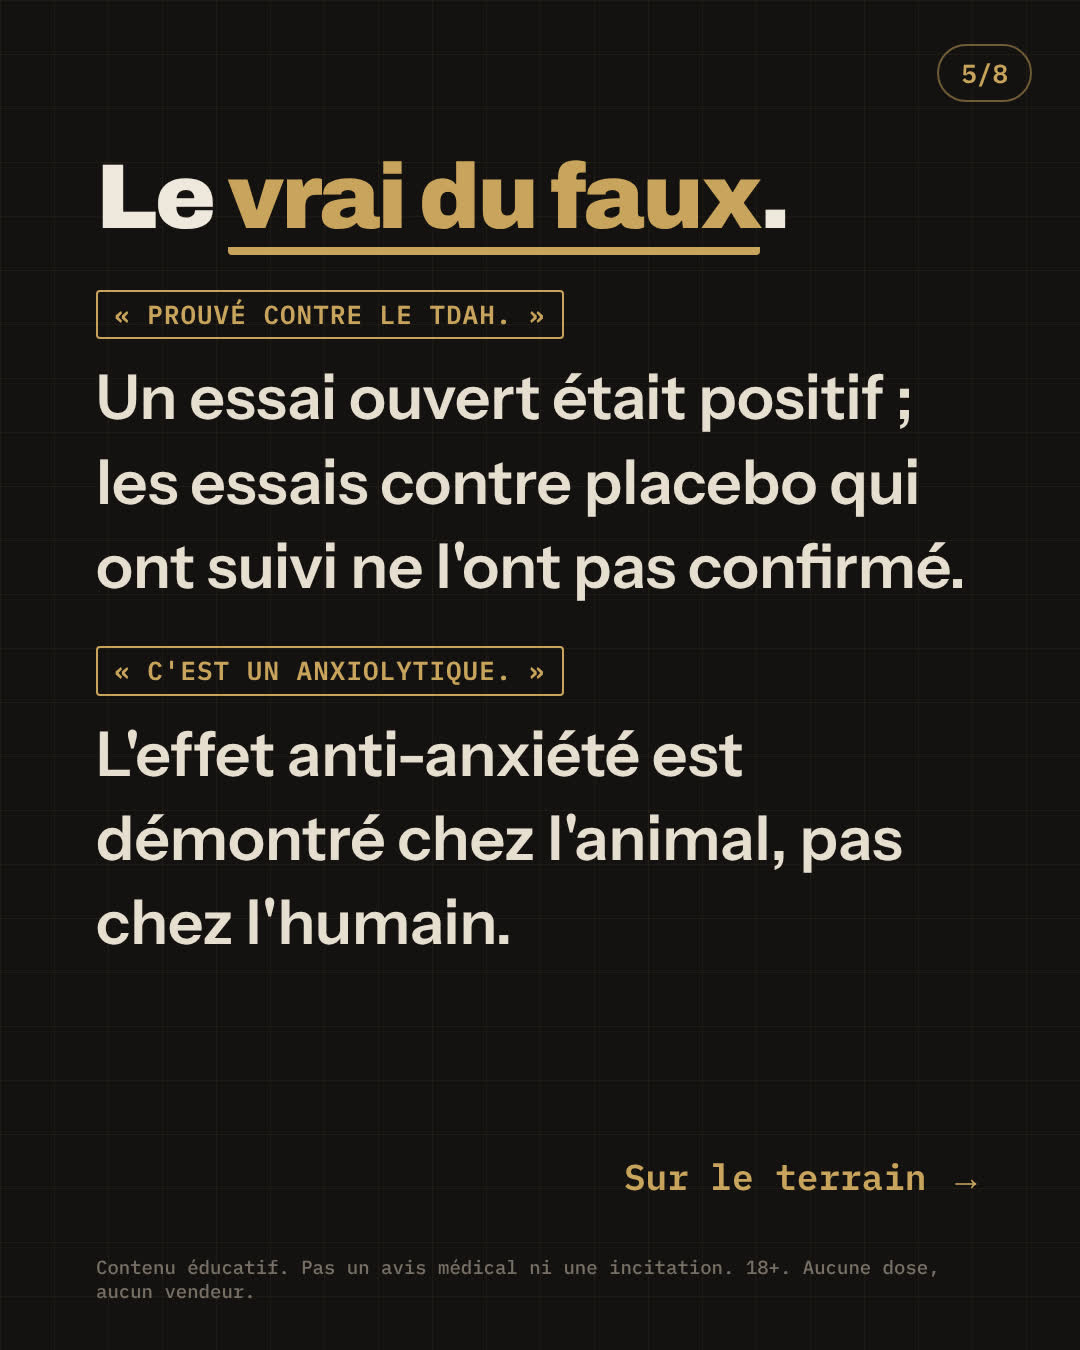 5/8
Le vrai du faux.
« PROUVÉ CONTRE LE TDAH. »
Un essai ouvert était positif ;
les essais contre placebo qui
ont suivi ne l'ont pas confirmé.
« C'EST UN ANXIOLYTIQUE. »
L'effet anti-anxiété est
démontré chez l'animal, pas
chez l'humain.
Sur le terrain →
Contenu éducatif. Pas un avis médical ni une incitation. 18+. Aucune dose,
aucun vendeur.